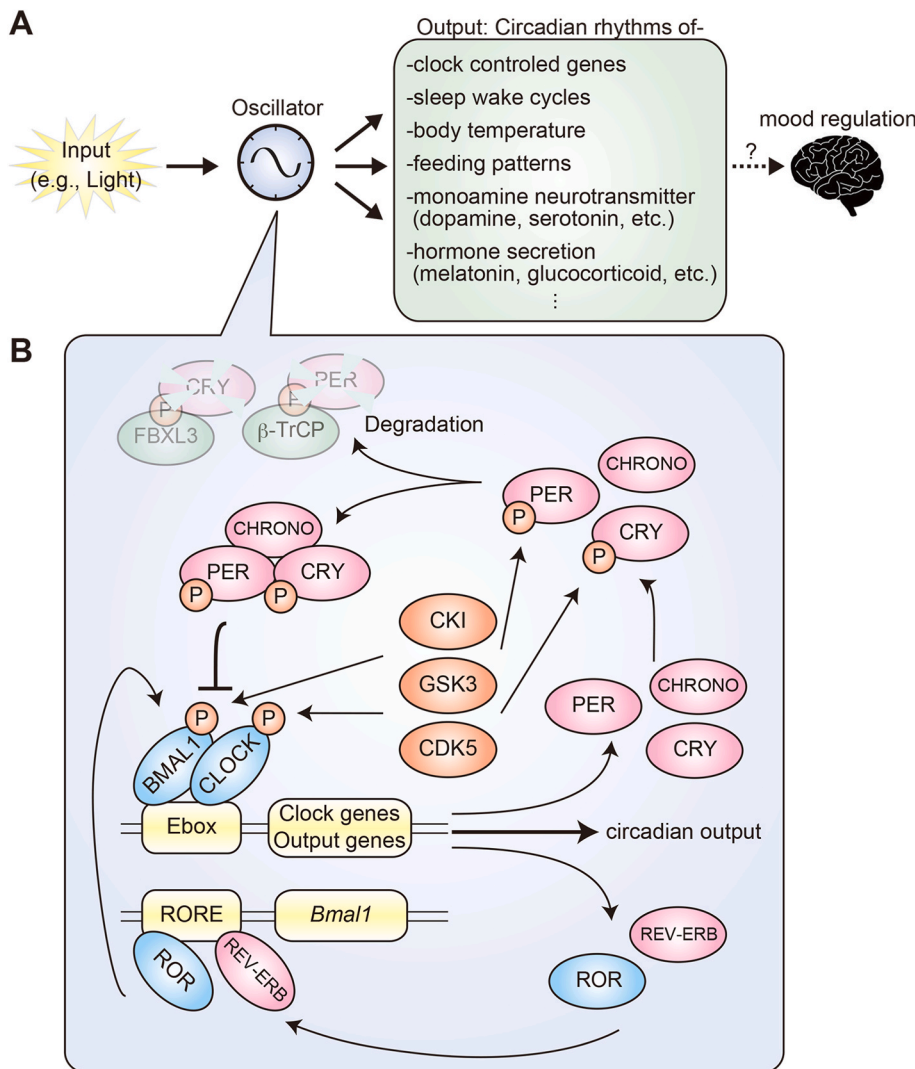 A
Output: Circadian rhythms of-
-clock controled genes
-sleep wake cycles
-body temperature
-feeding patterns
-monoamine neurotransmitter
(dopamine, serotonin, etc.)
-hormone secretion
(melatonin, glucocorticoid, etc.)
⋮
Input
(e.g., Light)
Oscillator
?
mood regulation
B
CRY
P
FBXL3
PER
P
β-TrCP
Degradation
PER
P
CHRONO
CRY
P
CHRONO
PER
P
CRY
P
CKI
GSK3
CDK5
PER
CHRONO
CRY
P
P
BMAL1
CLOCK
Ebox
Clock genes
Output genes
circadian output
RORE
Bmal1
ROR
REV-ERB
REV-ERB
ROR